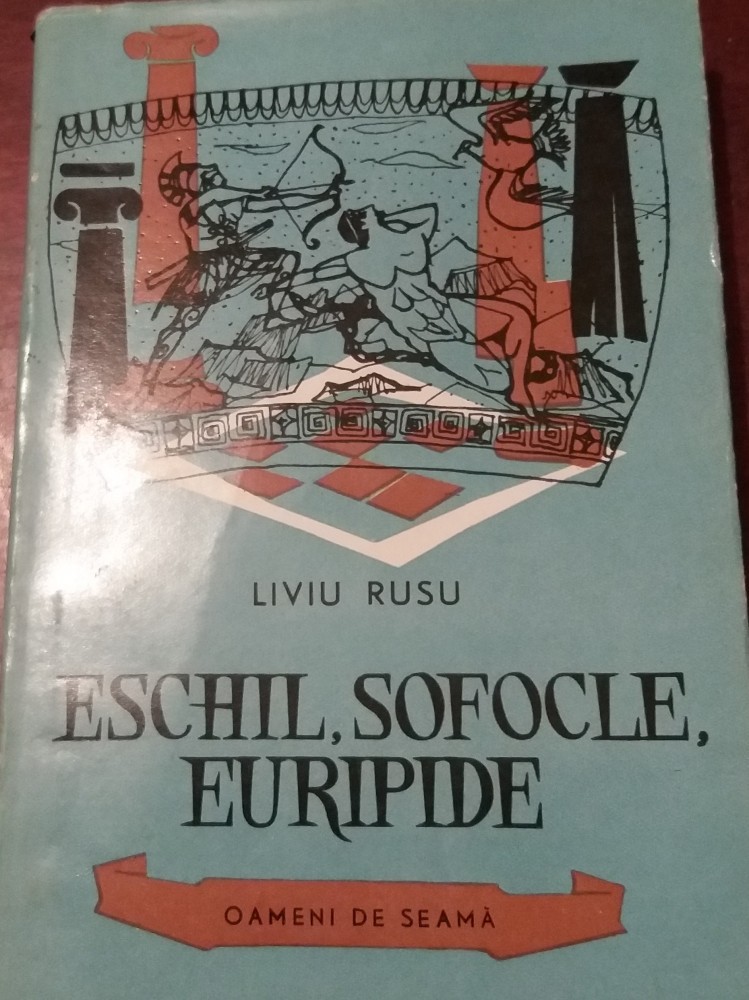 LIVIU RUSU
ESCHIL, SOFOCLE,
EURIPIDE
OAMENI DE SEAMĂ